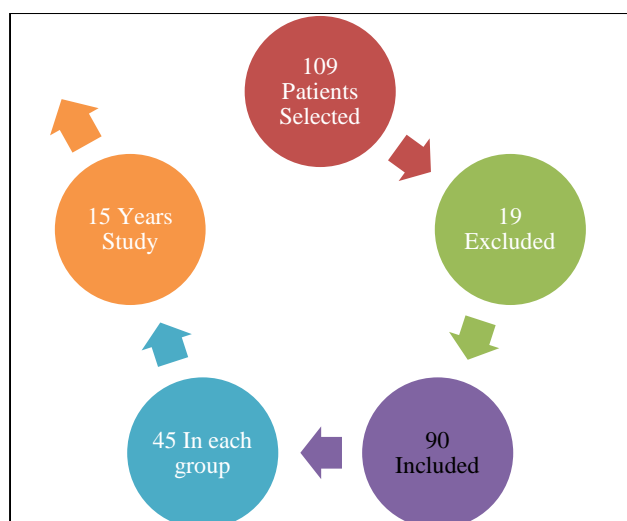 109
Patients
Selected
19
Excluded
90
Included
45 In each
group
15 Years
Study